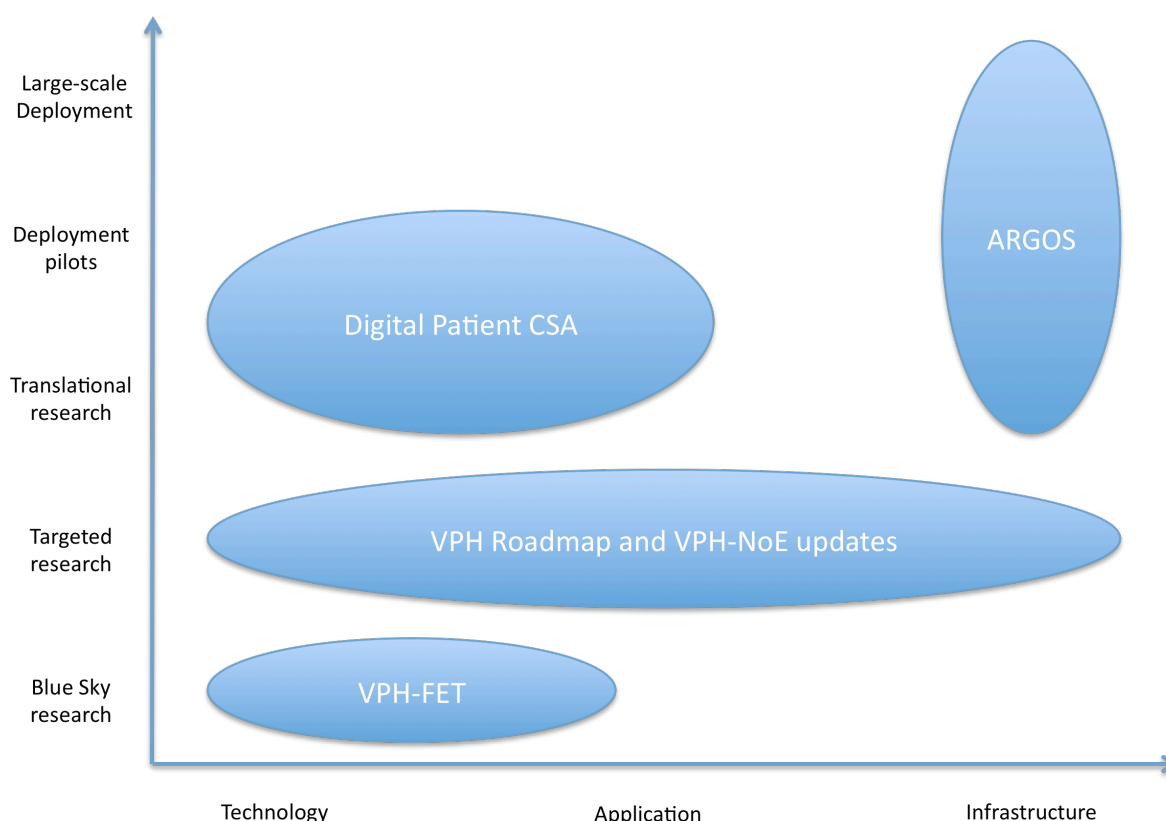 Large-scale
Deployment
Deployment
pilots
ARGOS
Digital Patient CSA
Translational
research
Targeted
research
VPH Roadmap and VPH-NoE updates
Blue Sky
research
VPH-FET
Technology
Application
Infrastructure